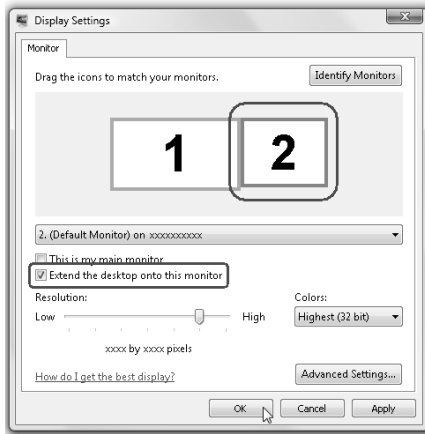 Display Settings
Monitor
Drag the icons to match your monitors.
Identify Monitors
1
2
2. (Default Monitor) on xxxxxxxxxx
This is my main monitor
Extend the desktop onto this monitor
Resolution:
Colors:
Low
High
Highest (32 bit)
xxxx by xxxx pixels
How do I get the best display?
Advanced Settings...
OK
Cancel
Apply